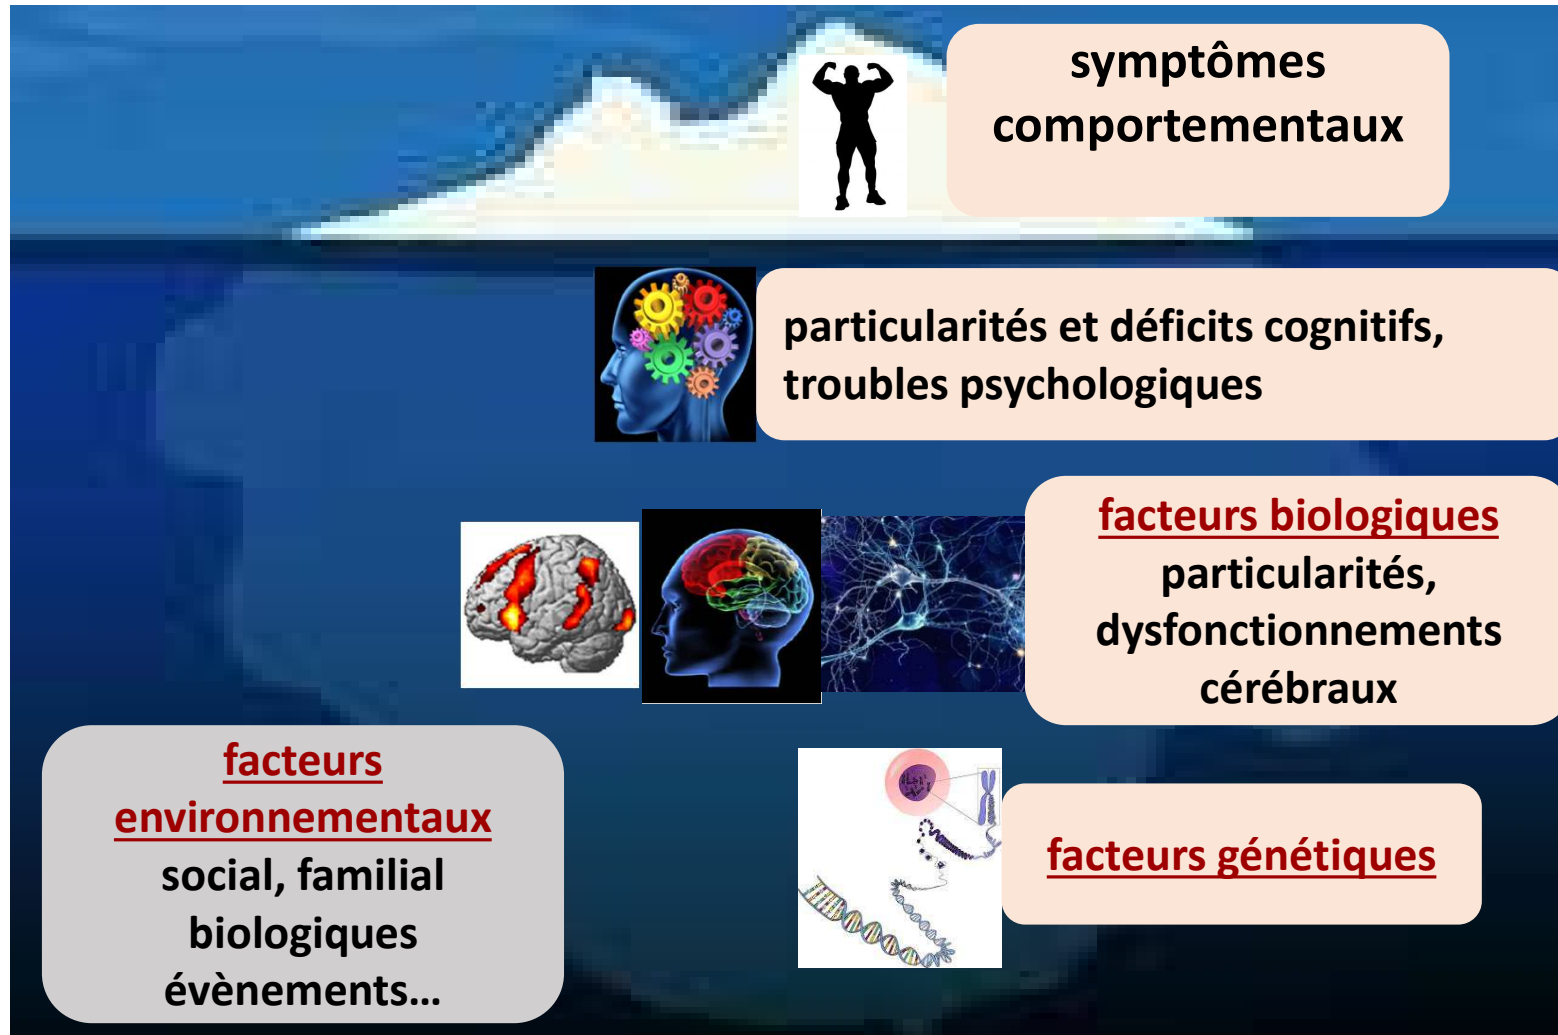 symptômes
comportementaux
particularités et déficits cognitifs,
troubles psychologiques
facteurs biologiques
particularités,
dysfonctionnements
cérébraux
facteurs
environnementaux
social, familial
biologiques
évènements...
facteurs génétiques